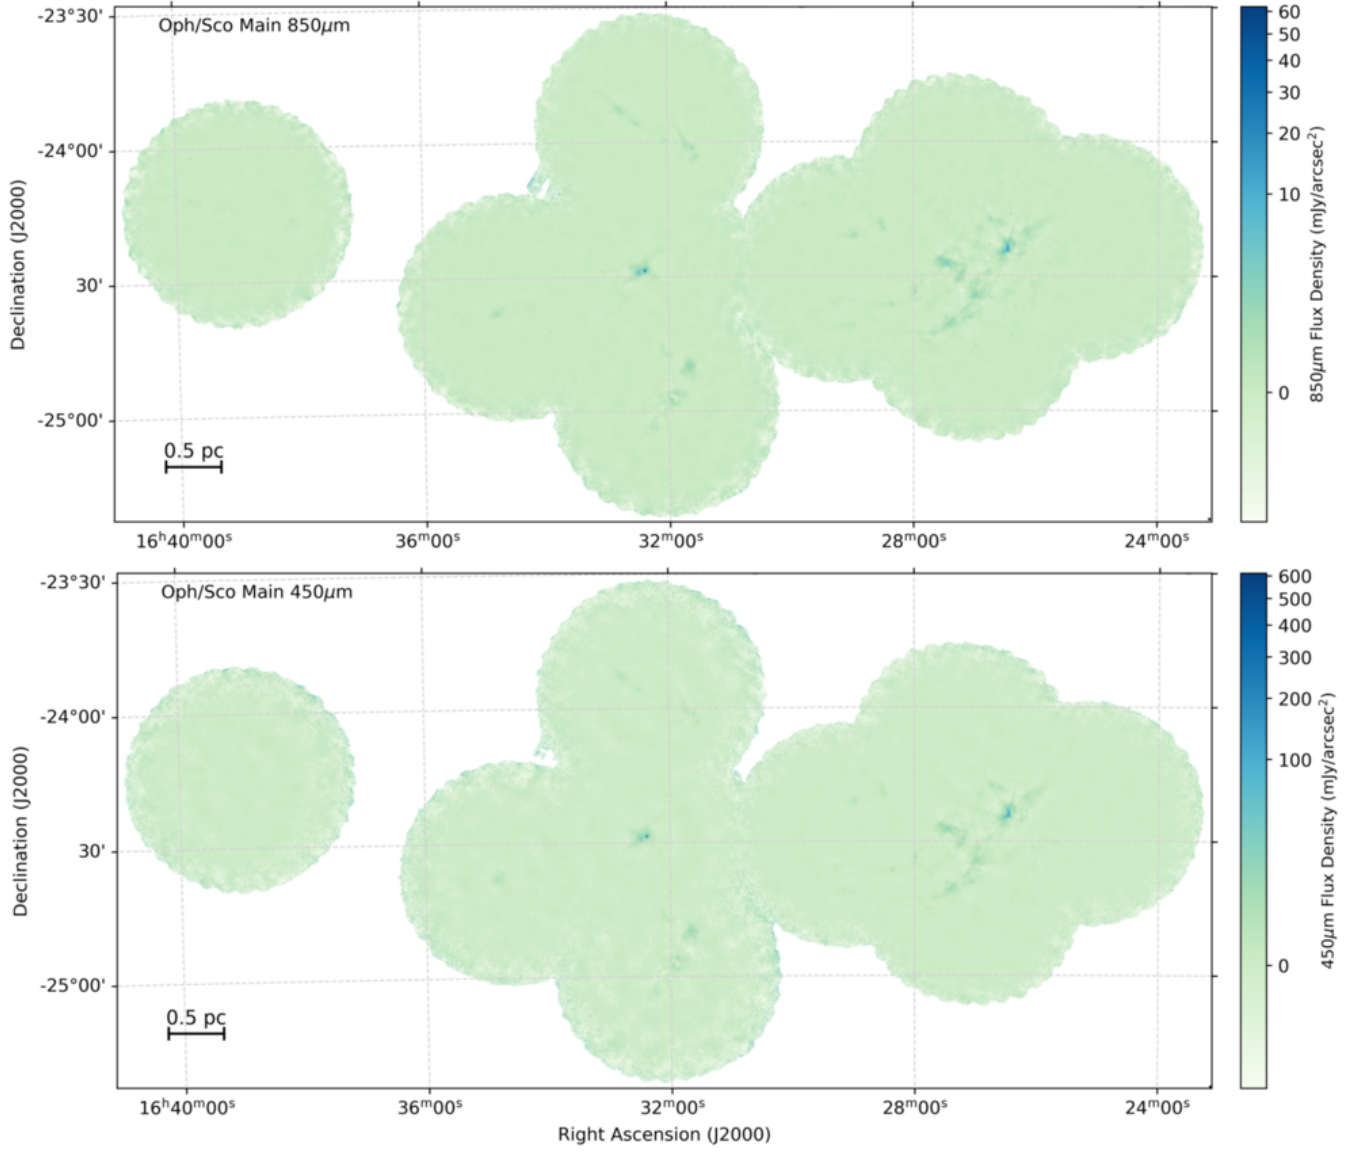 Oph/Sco Main 850μm
-23°30'
-24°00'
30'
-25°00'
Declination (J2000)
0.5 pc
16ʰ40ᵐ00ˢ
36ᵐ00ˢ
32ᵐ00ˢ
28ᵐ00ˢ
24ᵐ00ˢ
60
50
40
30
20
10
0
850μm Flux Density (mJy/arcsec²)
Oph/Sco Main 450μm
-23°30'
-24°00'
30'
-25°00'
Declination (J2000)
0.5 pc
16ʰ40ᵐ00ˢ
36ᵐ00ˢ
32ᵐ00ˢ
28ᵐ00ˢ
24ᵐ00ˢ
Right Ascension (J2000)
600
500
400
300
200
100
0
450μm Flux Density (mJy/arcsec²)